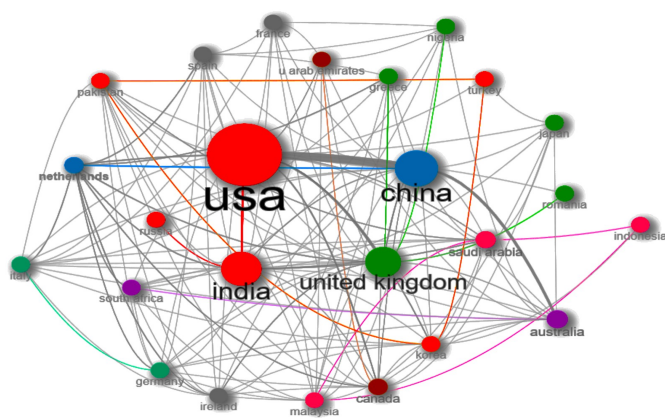 france
nigeria
spain
u arab emirates
pakistan
greece
turkey
japan
netherlands
usa
china
romania
russia
saudi arabia
indonesia
italy
south africa
india
united kingdom
australia
korea
germany
ireland
malaysia
canada